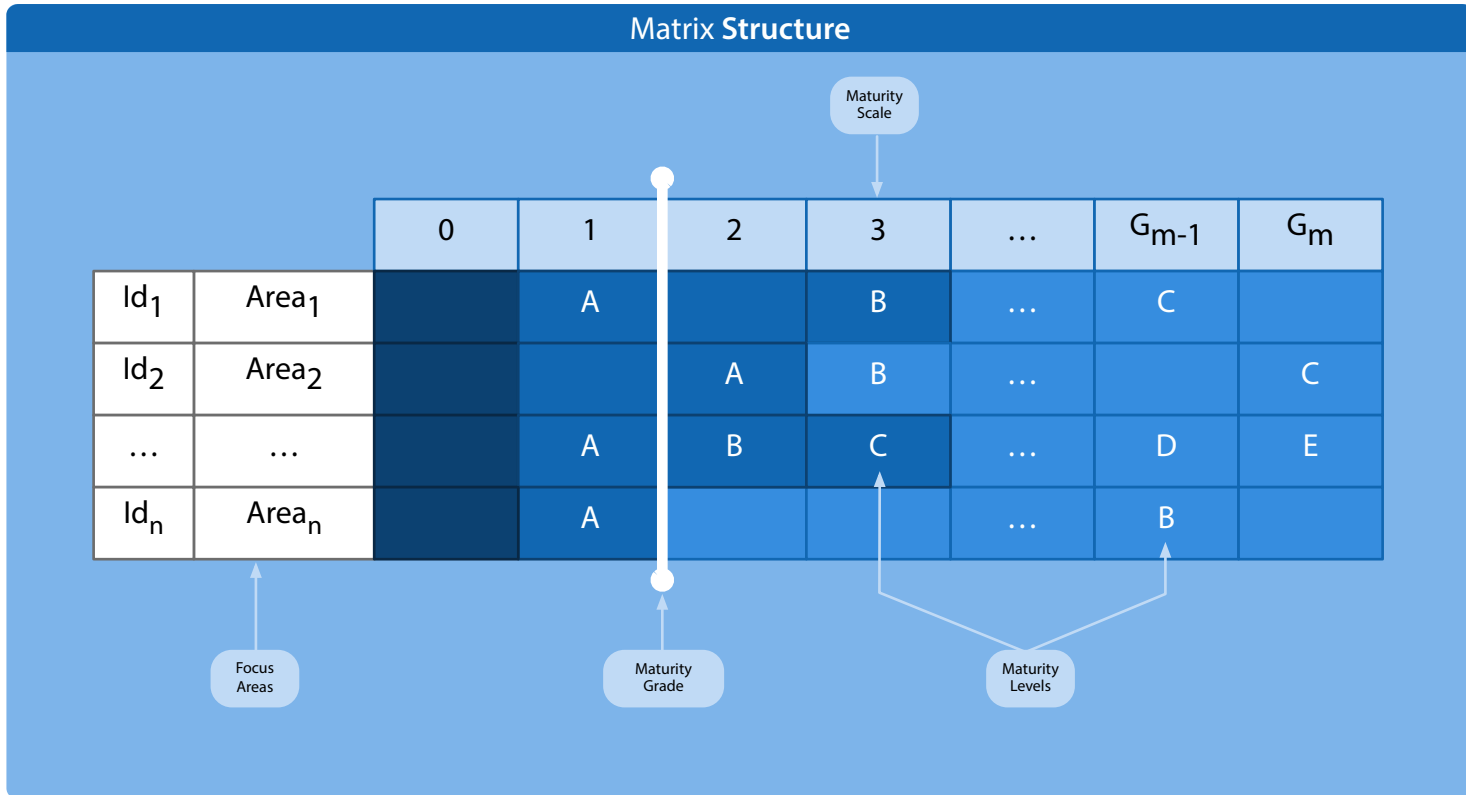 Matrix Structure
Maturity
Scale
0 1 2 3 … Gm-1 Gm
Id1 Area1 A B … C
Id2 Area2 A B … C
… … A B C … D E
Idn Arean A … B
Focus
Areas
Maturity
Grade
Maturity
Levels